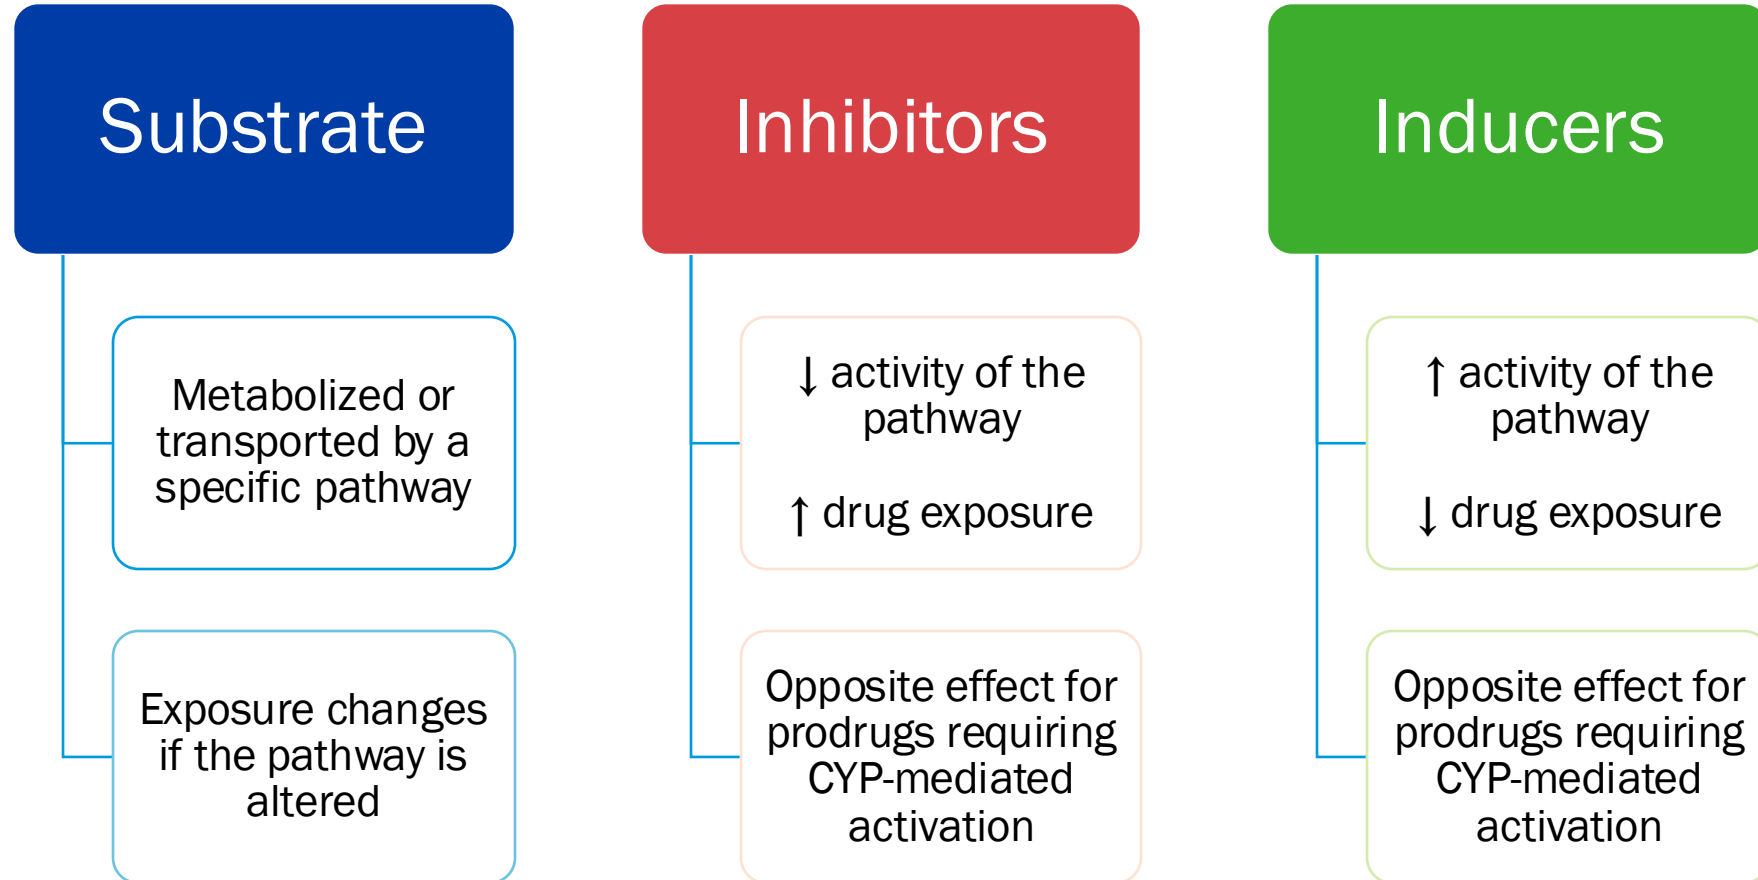 Substrate
Metabolized or
transported by a
specific pathway
Exposure changes
if the pathway is
altered
Inhibitors
↓ activity of the
pathway
↑ drug exposure
Opposite effect for
prodrugs requiring
CYP-mediated
activation
Inducers
↑ activity of the
pathway
↓ drug exposure
Opposite effect for
prodrugs requiring
CYP-mediated
activation